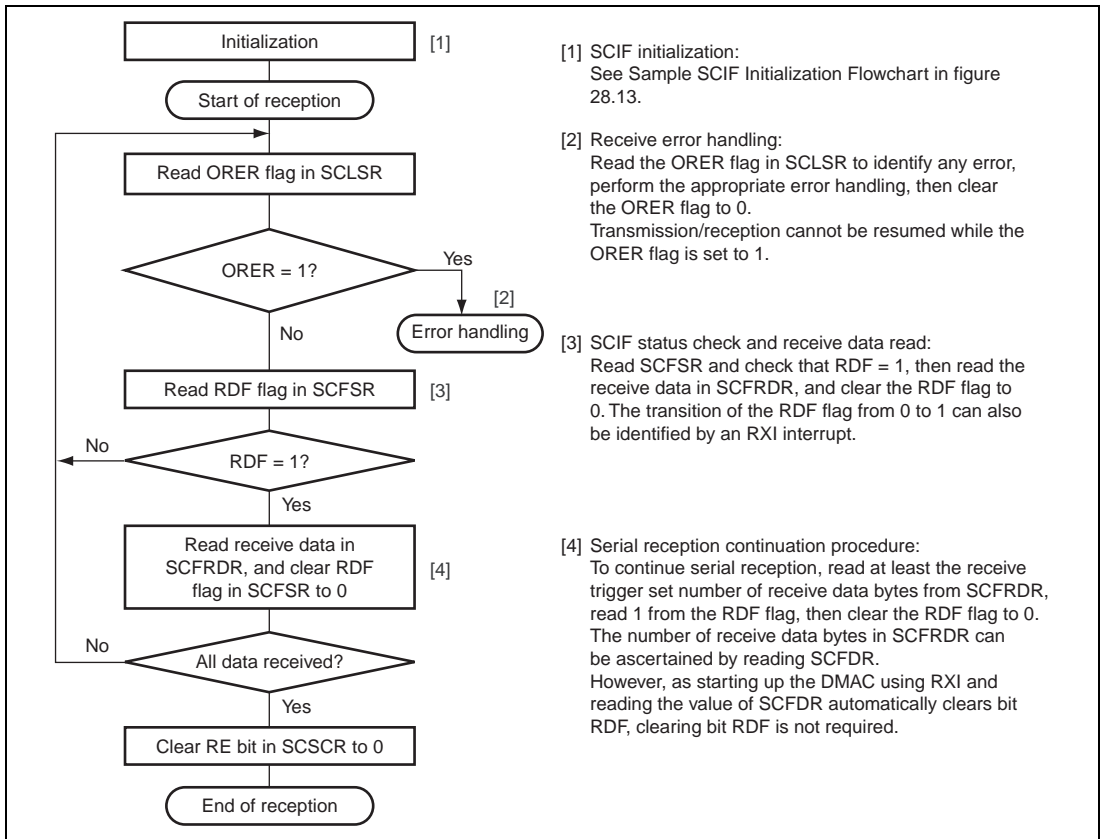 Initialization
[1]
Start of reception
Read ORER flag in SCLSR
ORER = 1?
Yes
[2]
Error handling
No
Read RDF flag in SCFSR
[3]
No
RDF = 1?
Yes
Read receive data in
SCFRDR, and clear RDF
flag in SCFSR to 0
[4]
No
All data received?
Yes
Clear RE bit in SCSCR to 0
End of reception
[1] SCIF initialization:
See Sample SCIF Initialization Flowchart in figure
28.13.
[2] Receive error handling:
Read the ORER flag in SCLSR to identify any error,
perform the appropriate error handling, then clear
the ORER flag to 0.
Transmission/reception cannot be resumed while the
ORER flag is set to 1.
[3] SCIF status check and receive data read:
Read SCFSR and check that RDF = 1, then read the
receive data in SCFRDR, and clear the RDF flag to
0. The transition of the RDF flag from 0 to 1 can also
be identified by an RXI interrupt.
[4] Serial reception continuation procedure:
To continue serial reception, read at least the receive
trigger set number of receive data bytes from SCFRDR,
read 1 from the RDF flag, then clear the RDF flag to 0.
The number of receive data bytes in SCFRDR can
be ascertained by reading SCFDR.
However, as starting up the DMAC using RXI and
reading the value of SCFDR automatically clears bit
RDF, clearing bit RDF is not required.